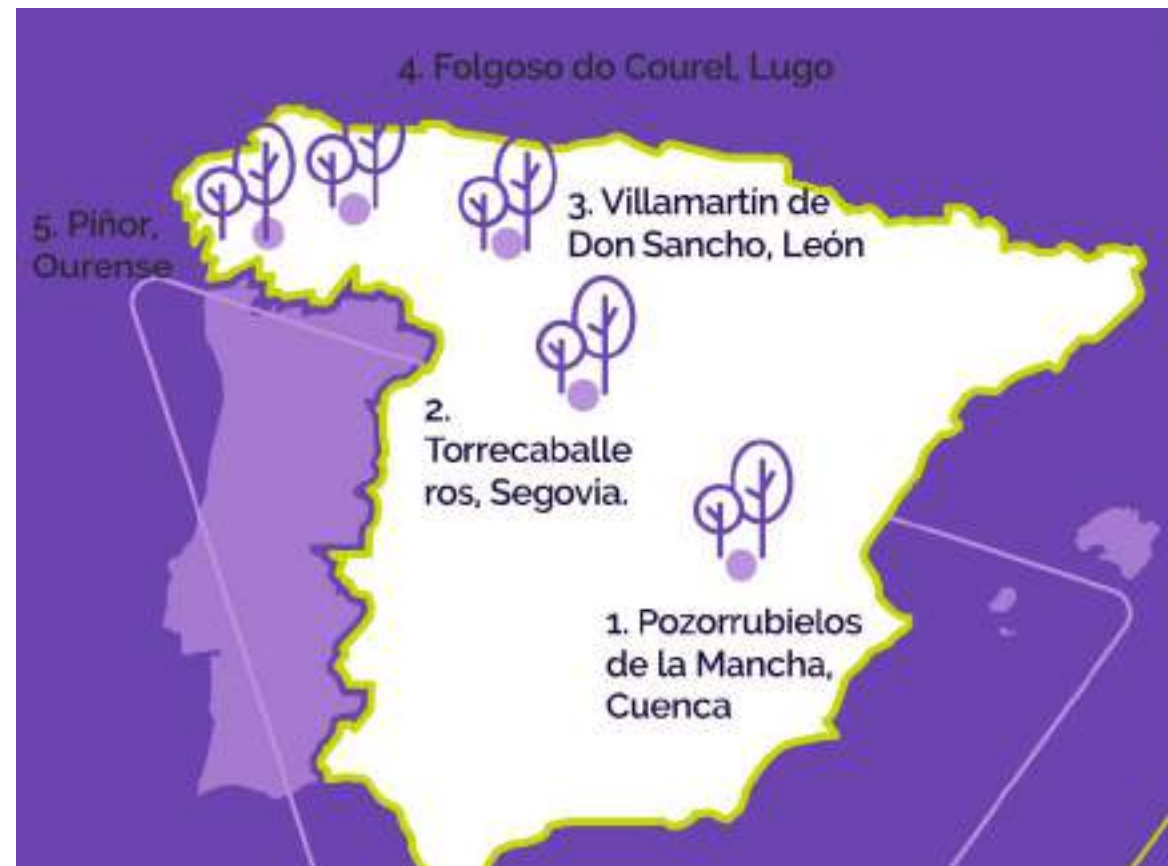 4. Folgoso do Courel, Lugo
5. Piñor,
Ourense
3. Villamartín de
Don Sancho, León
2.
Torrecaballe
ros, Segovia.
1. Pozorrubielos
de la Mancha,
Cuenca